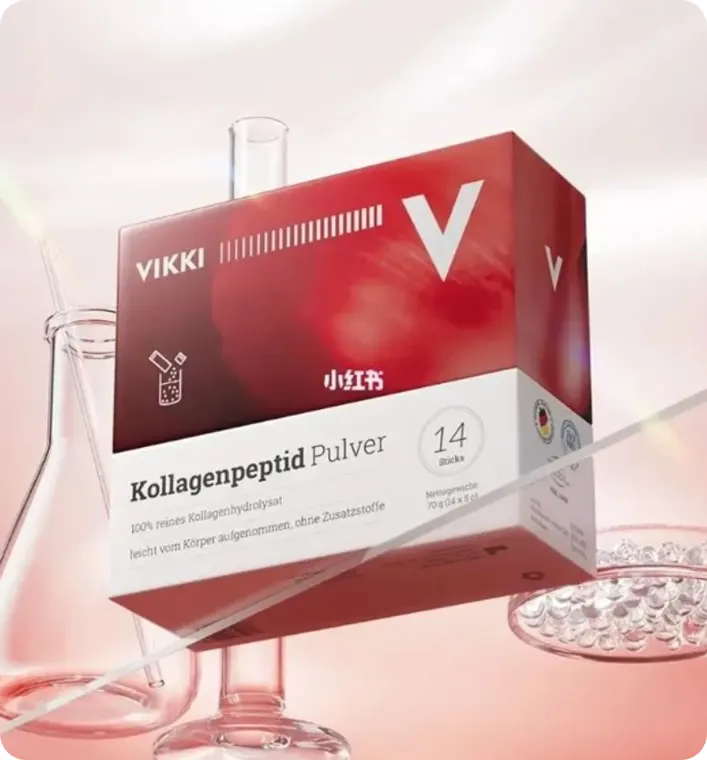 VIKKI
V
V
小红书
Kollagenpeptid Pulver
100% reines Kollagenhydrolysat
leicht vom Körper aufgenommen, ohne Zusatzstoffe
14
Sticks
Nettogewicht:
70 g (14 x 5 g)